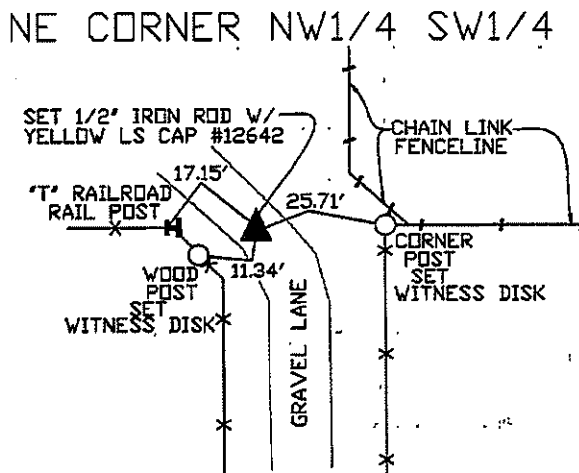 NE CORNER NW1/4 SW1/4
SET 1/2" IRON ROD W/
YELLOW LS CAP #12642
CHAIN LINK
FENCELINE
17.15'
"T" RAILROAD
RAIL POST
25.71'
11.34'
WOOD
POST
SET
WITNESS DISK
CORNER
POST
SET
WITNESS DISK
GRAVEL LANE